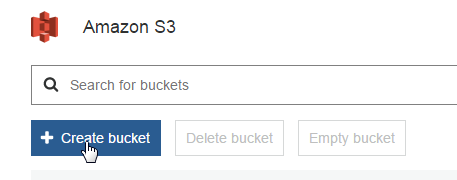 Amazon S3
Search for buckets
+ Create bucket Delete bucket Empty bucket